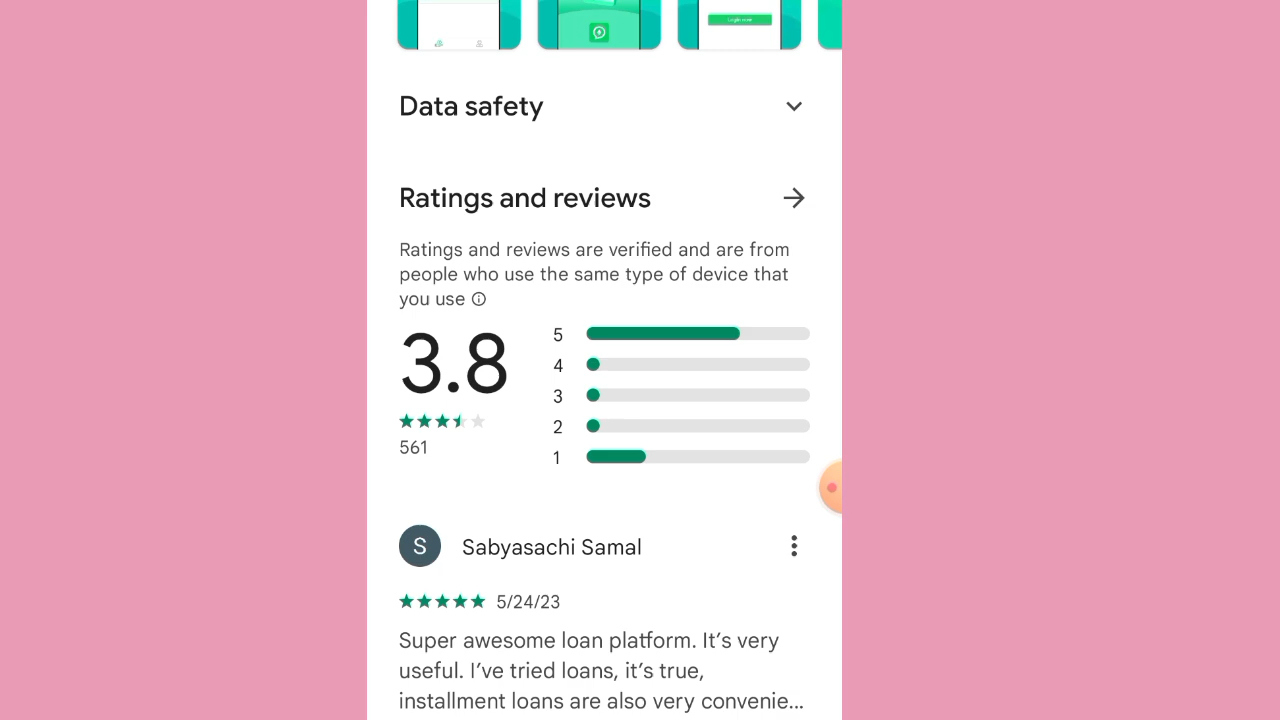 Login now
Data safety
Ratings and reviews
Ratings and reviews are verified and are from
people who use the same type of device that
you use
3.8
561
5
4
3
2
1
S
Sabyasachi Samal
5/24/23
Super awesome loan platform. It’s very
useful. I’ve tried loans, it’s true,
installment loans are also very convenie...